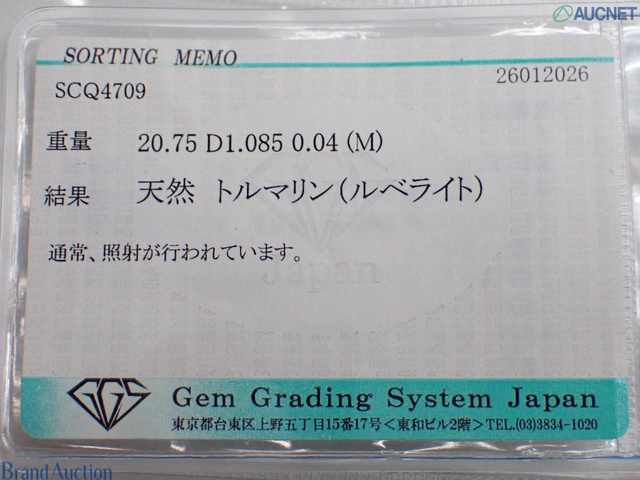 AUCNET
SORTING MEMO
26012026
SCQ4709
重量 20.75 D1.085 0.04 (M)
結果 天然 トルマリン(ルベライト)
通常、照射が行われています。
Japan
GGS Gem Grading System Japan
東京都台東区上野五丁目15番17号<東和ビル2階>TEL.(03)3834-1020
Brand Auction